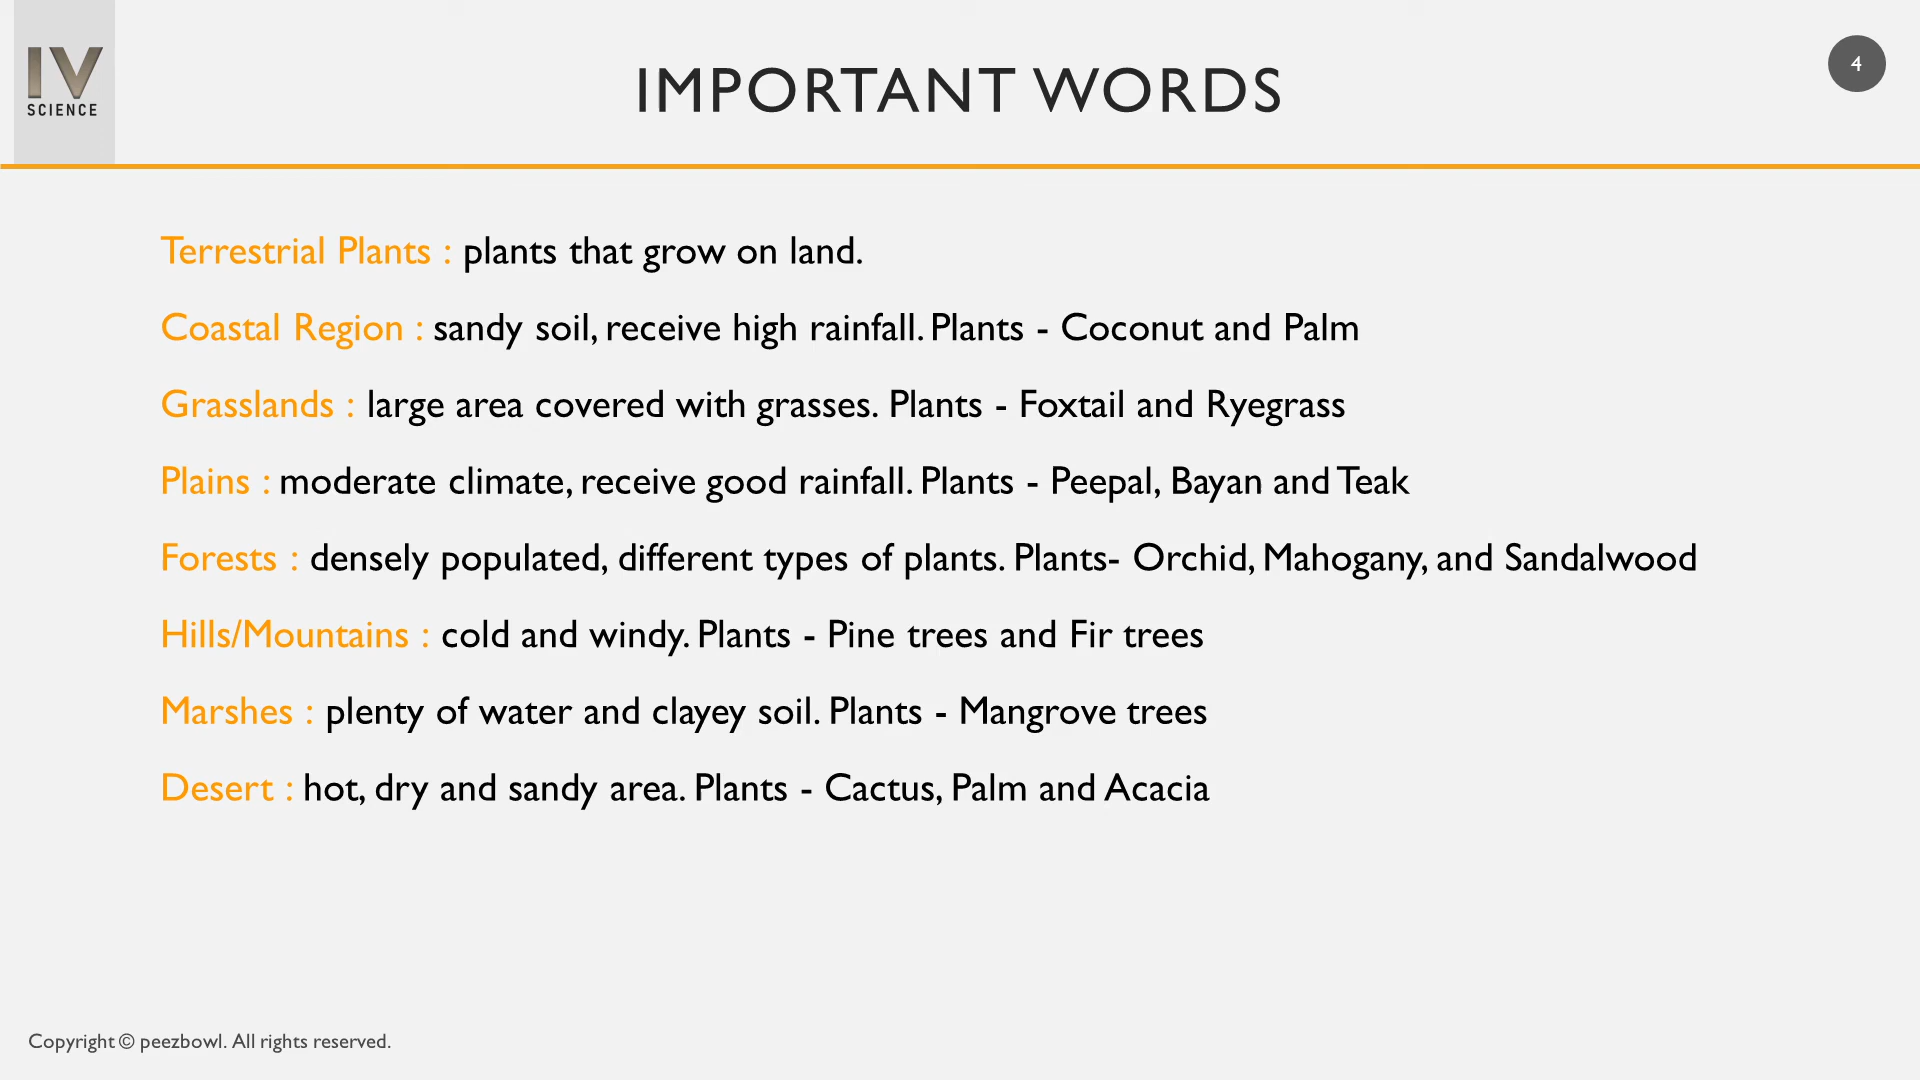 IV
SCIENCE
IMPORTANT WORDS
4
Terrestrial Plants : plants that grow on land.
Coastal Region : sandy soil, receive high rainfall. Plants - Coconut and Palm
Grasslands : large area covered with grasses. Plants - Foxtail and Ryegrass
Plains : moderate climate, receive good rainfall. Plants - Peepal, Bayan and Teak
Forests : densely populated, different types of plants. Plants- Orchid, Mahogany, and Sandalwood
Hills/Mountains : cold and windy. Plants - Pine trees and Fir trees
Marshes : plenty of water and clayey soil. Plants - Mangrove trees
Desert : hot, dry and sandy area. Plants - Cactus, Palm and Acacia
Copyright © peezbowl. All rights reserved.